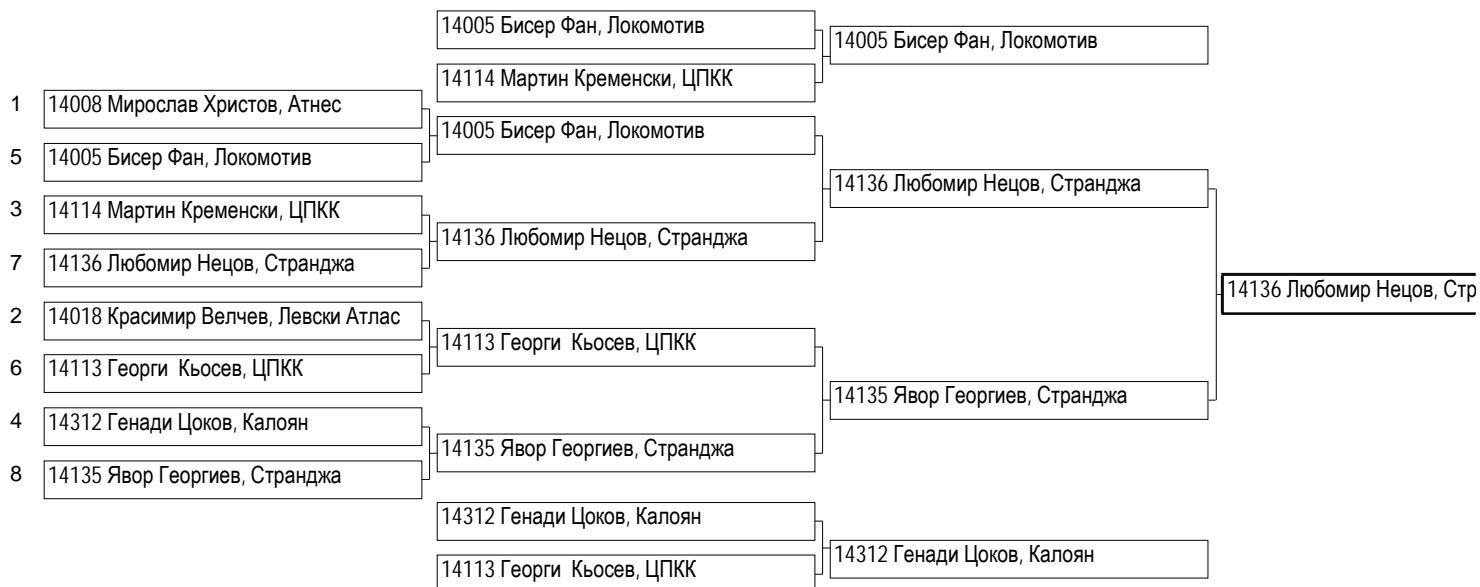 14005 Бисер Фан, Локомотив
14005 Бисер Фан, Локомотив
14114 Мартин Кременски, ЦПКК
1 14008 Мирослав Христов, Атнес
14005 Бисер Фан, Локомотив
5 14005 Бисер Фан, Локомотив
14136 Любомир Нецов, Странджа
3 14114 Мартин Кременски, ЦПКК
14136 Любомир Нецов, Странджа
7 14136 Любомир Нецов, Странджа
14136 Любомир Нецов, Стр
2 14018 Красимир Велчев, Левски Атлас
14113 Георги  Кьосев, ЦПКК
6 14113 Георги  Кьосев, ЦПКК
14135 Явор Георгиев, Странджа
4 14312 Генади Цоков, Калоян
14135 Явор Георгиев, Странджа
8 14135 Явор Георгиев, Странджа
14312 Генади Цоков, Калоян
14312 Генади Цоков, Калоян
14113 Георги  Кьосев, ЦПКК